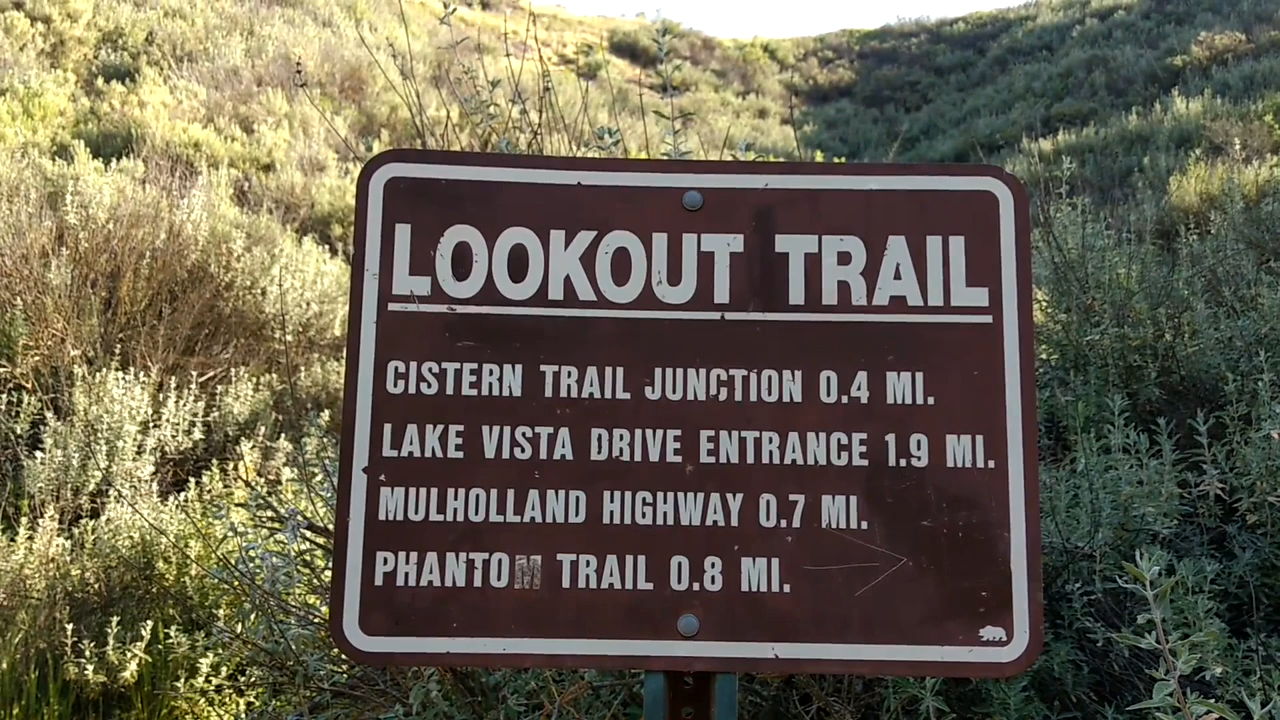 LOOKOUT TRAIL
CISTERN TRAIL JUNCTION 0.4 MI.
LAKE VISTA DRIVE ENTRANCE 1.9 MI.
MULHOLLAND HIGHWAY 0.7 MI.
PHANTOM TRAIL 0.8 MI.